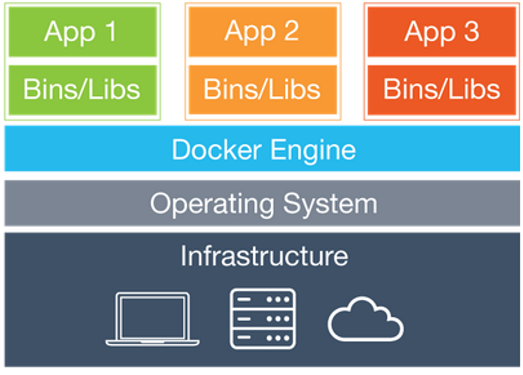 App 1
App 2
App 3
Bins/Libs
Bins/Libs
Bins/Libs
Docker Engine
Operating System
Infrastructure